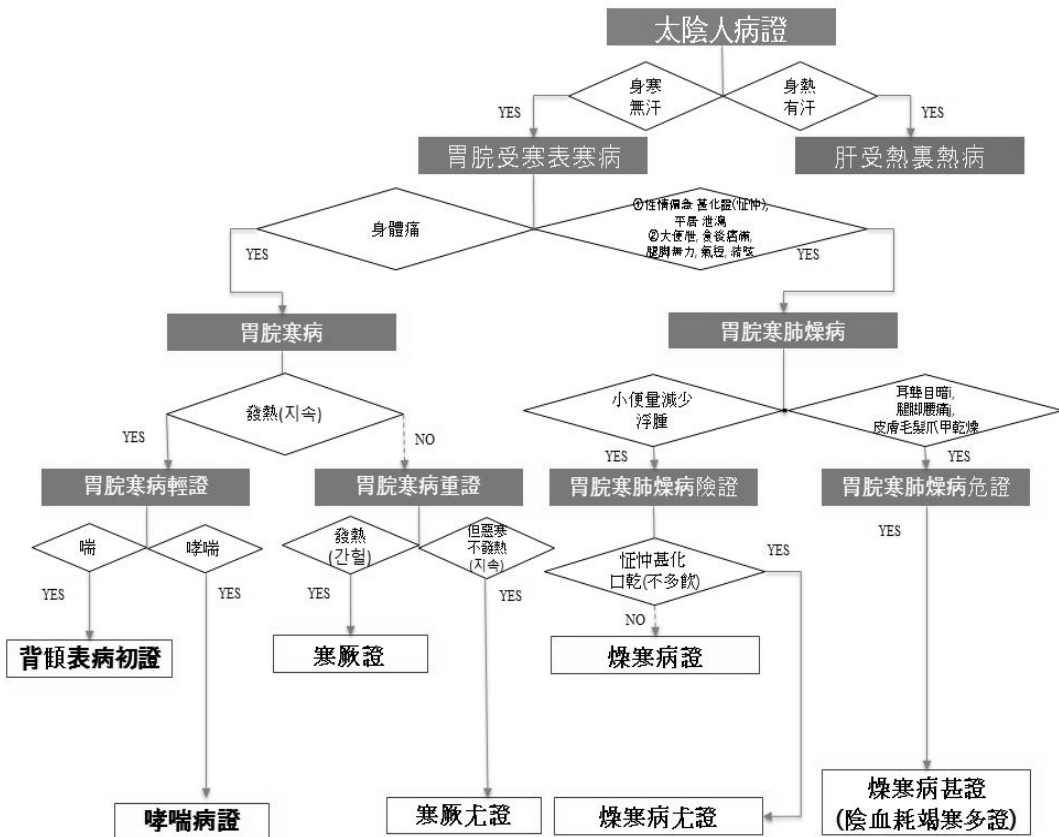 太陰人病證
身寒
無汗
身熱
有汗
YES
YES
胃脘受寒表寒病
肝受熱裏熱病
身體痛
①性情偏急 甚化證(怔忡),
平居 泄瀉
②大便泄, 食後痞滿,
腿脚無力, 氣短, 結咳
YES
YES
胃脘寒病
胃脘寒肺燥病
發熱(지속)
小便量減少
浮腫
耳聾目暗,
腿脚腰痛,
皮膚毛髮爪甲乾燥
YES
NO
YES
YES
胃脘寒病輕證
胃脘寒病重證
胃脘寒肺燥病險證
胃脘寒肺燥病危證
喘
哮喘
發熱
(간헐)
但惡寒
不發熱
(지속)
怔忡甚化
口乾(不多飮)
YES
YES
YES
YES
YES
YES
NO
背頧表病初證
寒厥證
燥寒病證
哮喘病證
寒厥尤證
燥寒病尤證
燥寒病甚證
(陰血耗竭寒多證)